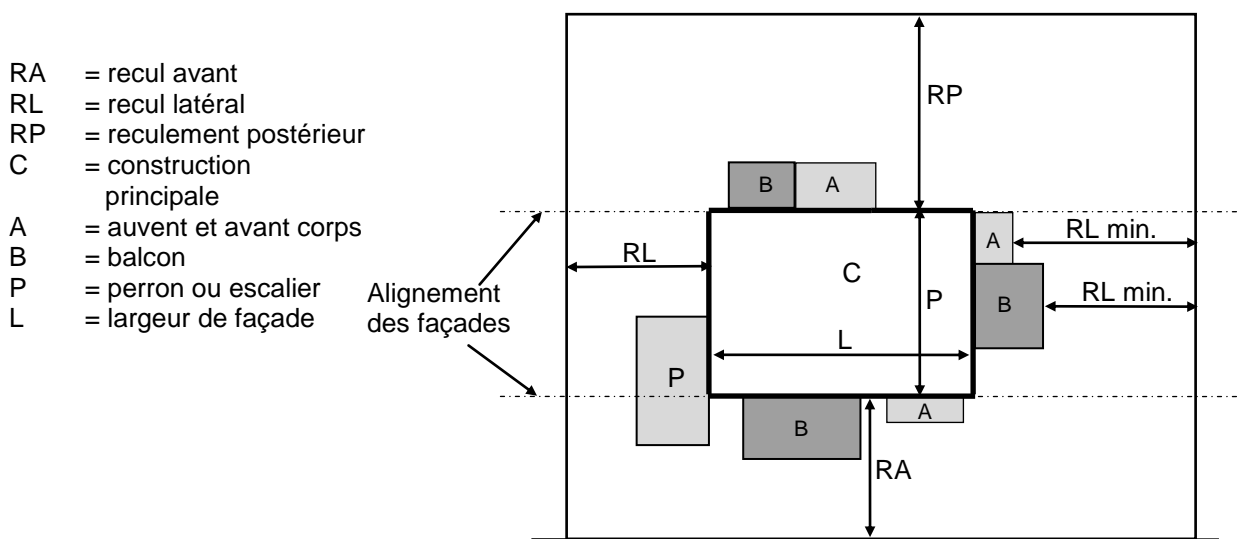 RA = recul avant
RL = recul latéral
RP = reculement postérieur
C = construction
principale
A = auvent et avant corps
B = balcon
P = perron ou escalier
L = largeur de façade
Alignement
des façades
RP
B
A
A
RL min.
RL
C
P
B
RL min.
L
P
B
A
RA